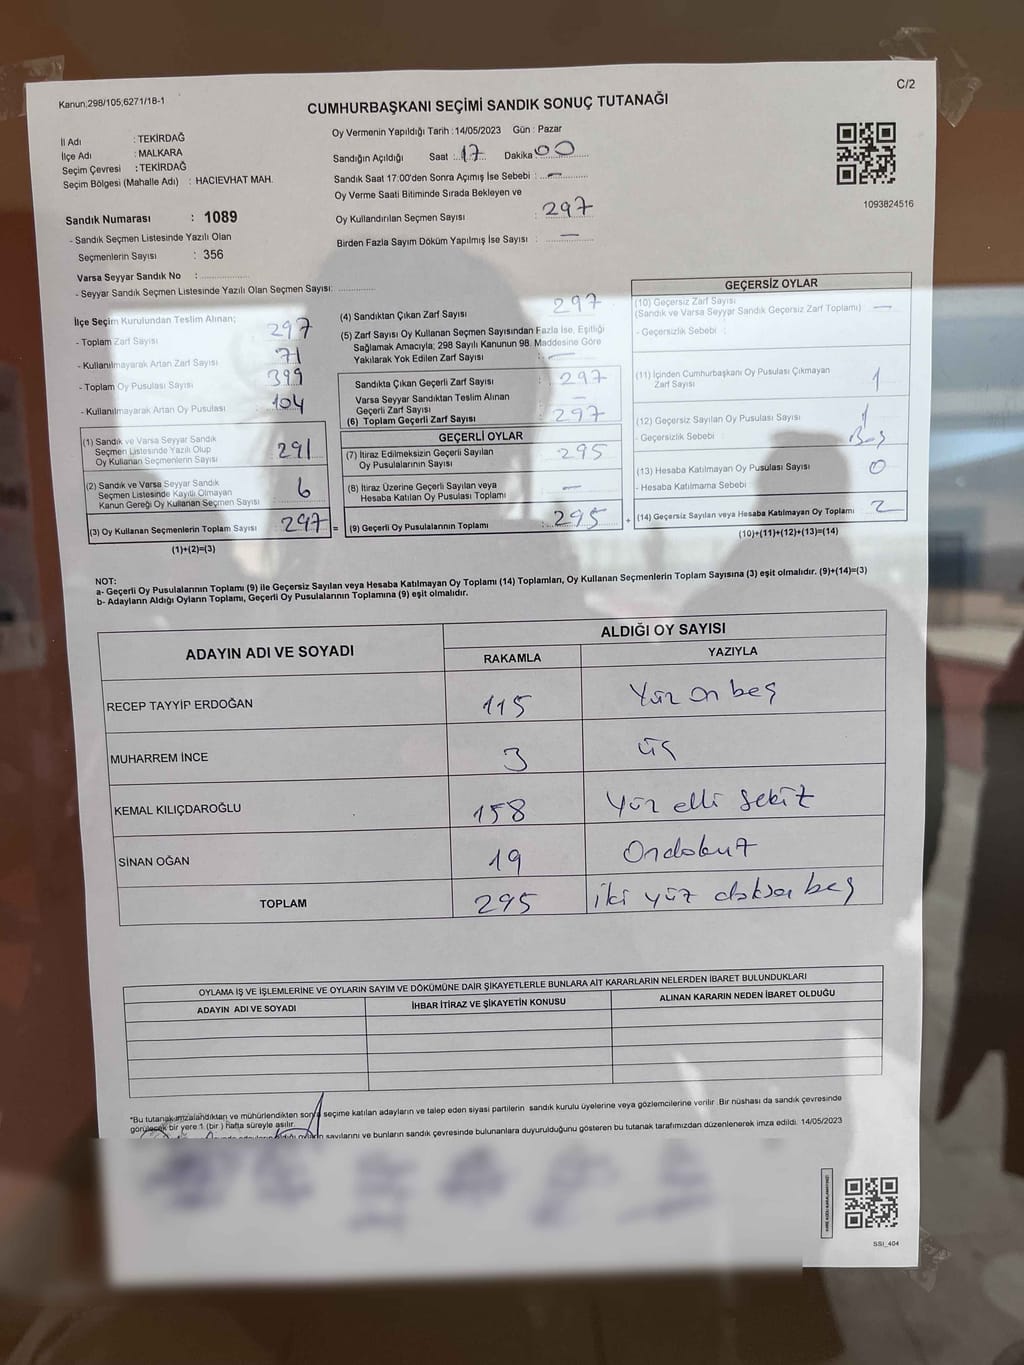 Kanun;298/105;6271/18-1
C/2
CUMHURBAŞKANI SEÇİMİ SANDIK SONUÇ TUTANAĞI
İl Adı : TEKİRDAĞ
İlçe Adı : MALKARA
Seçim Çevresi : TEKİRDAĞ
Seçim Bölgesi (Mahalle Adı) : HACIEVHAT MAH.
Sandık Numarası : 1089
- Sandık Seçmen Listesinde Yazılı Olan
Seçmenlerin Sayısı : 356
Varsa Seyyar Sandık No : ..............
- Seyyar Sandık Seçmen Listesinde Yazılı Olan Seçmen Sayısı: ............
Oy Vermenin Yapıldığı Tarih : 14/05/2023 Gün : Pazar
Sandığın Açıldığı Saat : 17 Dakika : 00
Sandık Saat 17:00'den Sonra Açımış İse Sebebi : —
Oy Verme Saati Bitiminde Sırada Bekleyen ve
Oy Kullandırılan Seçmen Sayısı : 297
Birden Fazla Sayım Döküm Yapılmış İse Sayısı : —
1093824516
İlçe Seçim Kurulundan Teslim Alınan;
- Toplam Zarf Sayısı : 297
- Kullanılmayarak Artan Zarf Sayısı : 71
- Toplam Oy Pusulası Sayısı : 399
- Kullanılmayarak Artan Oy Pusulası : 104
(1) Sandık ve Varsa Seyyar Sandık
Seçmen Listesinde Yazılı Olup
Oy Kullanan Seçmenlerin Sayısı : 291
(2) Sandık ve Varsa Seyyar Sandık
Seçmen Listesinde Kayıtlı Olmayan
Kanun Gereği Oy Kullanan Seçmen Sayısı : 6
(3) Oy Kullanan Seçmenlerin Toplam Sayısı : 297 =
(1)+(2)=(3)
(4) Sandıktan Çıkan Zarf Sayısı : 297
(5) Zarf Sayısı Oy Kullanan Seçmen Sayısından Fazla İse, Eşitliği
Sağlamak Amacıyla; 298 Sayılı Kanunun 98. Maddesine Göre
Yakılarak Yok Edilen Zarf Sayısı : —
Sandıkta Çıkan Geçerli Zarf Sayısı : 297
Varsa Seyyar Sandıktan Teslim Alınan
Geçerli Zarf Sayısı : —
(6) Toplam Geçerli Zarf Sayısı : 297
GEÇERLİ OYLAR
(7) İtiraz Edilmeksizin Geçerli Sayılan
Oy Pusulalarının Sayısı : 295
(8) İtiraz Üzerine Geçerli Sayılan veya
Hesaba Katılan Oy Pusulası Toplamı : —
(9) Geçerli Oy Pusulalarının Toplamı : 295 +
GEÇERSİZ OYLAR
(10) Geçersiz Zarf Sayısı
(Sandık ve Varsa Seyyar Sandık Geçersiz Zarf Toplamı) : —
- Geçersizlik Sebebi :
(11) İçinden Cumhurbaşkanı Oy Pusulası Çıkmayan
Zarf Sayısı : 1
(12) Geçersiz Sayılan Oy Pusulası Sayısı : 1
- Geçersizlik Sebebi : Boş
(13) Hesaba Katılmayan Oy Pusulası Sayısı : 0
- Hesaba Katılmama Sebebi
(14) Geçersiz Sayılan veya Hesaba Katılmayan Oy Toplamı : 2
(10)+(11)+(12)+(13)=(14)
NOT:
a- Geçerli Oy Pusulalarının Toplamı (9) ile Geçersiz Sayılan veya Hesaba Katılmayan Oy Toplamı (14) Toplamları, Oy Kullanan Seçmenlerin Toplam Sayısına (3) eşit olmalıdır. (9)+(14)=(3)
b- Adayların Aldığı Oyların Toplamı, Geçerli Oy Pusulalarının Toplamına (9) eşit olmalıdır.
ADAYIN ADI VE SOYADI
ALDIĞI OY SAYISI
RAKAMLA YAZIYLA
RECEP TAYYİP ERDOĞAN 115 Yüz on beş
MUHARREM İNCE 3 üç
KEMAL KILIÇDAROĞLU 158 Yüz elli sekiz
SİNAN OĞAN 19 Ondokuz
TOPLAM 295 iki yüz doksan beş
OYLAMA İŞ VE İŞLEMLERİNE VE OYLARIN SAYIM VE DÖKÜMÜNE DAİR ŞİKAYETLERLE BUNLARA AİT KARARLARIN NELERDEN İBARET BULUNDUKLARI
ADAYIN ADI VE SOYADI İHBAR İTİRAZ VE ŞİKAYETİN KONUSU ALINAN KARARIN NEDEN İBARET OLDUĞU
*Bu tutanak imzalandıktan ve mühürlendikten sonra seçime katılan adayların ve talep eden siyasi partilerin sandık kurulu üyelerine veya gözlemcilerine verilir. Bir nüshası da sandık çevresinde
görülecek bir yere 1 (bir) hafta süreyle asılır.
oyların sayılarını ve bunların sandık çevresinde bulunanlara duyurulduğunu gösteren bu tutanak tarafımızdan düzenlenerek imza edildi. 14/05/2023
SSI_404